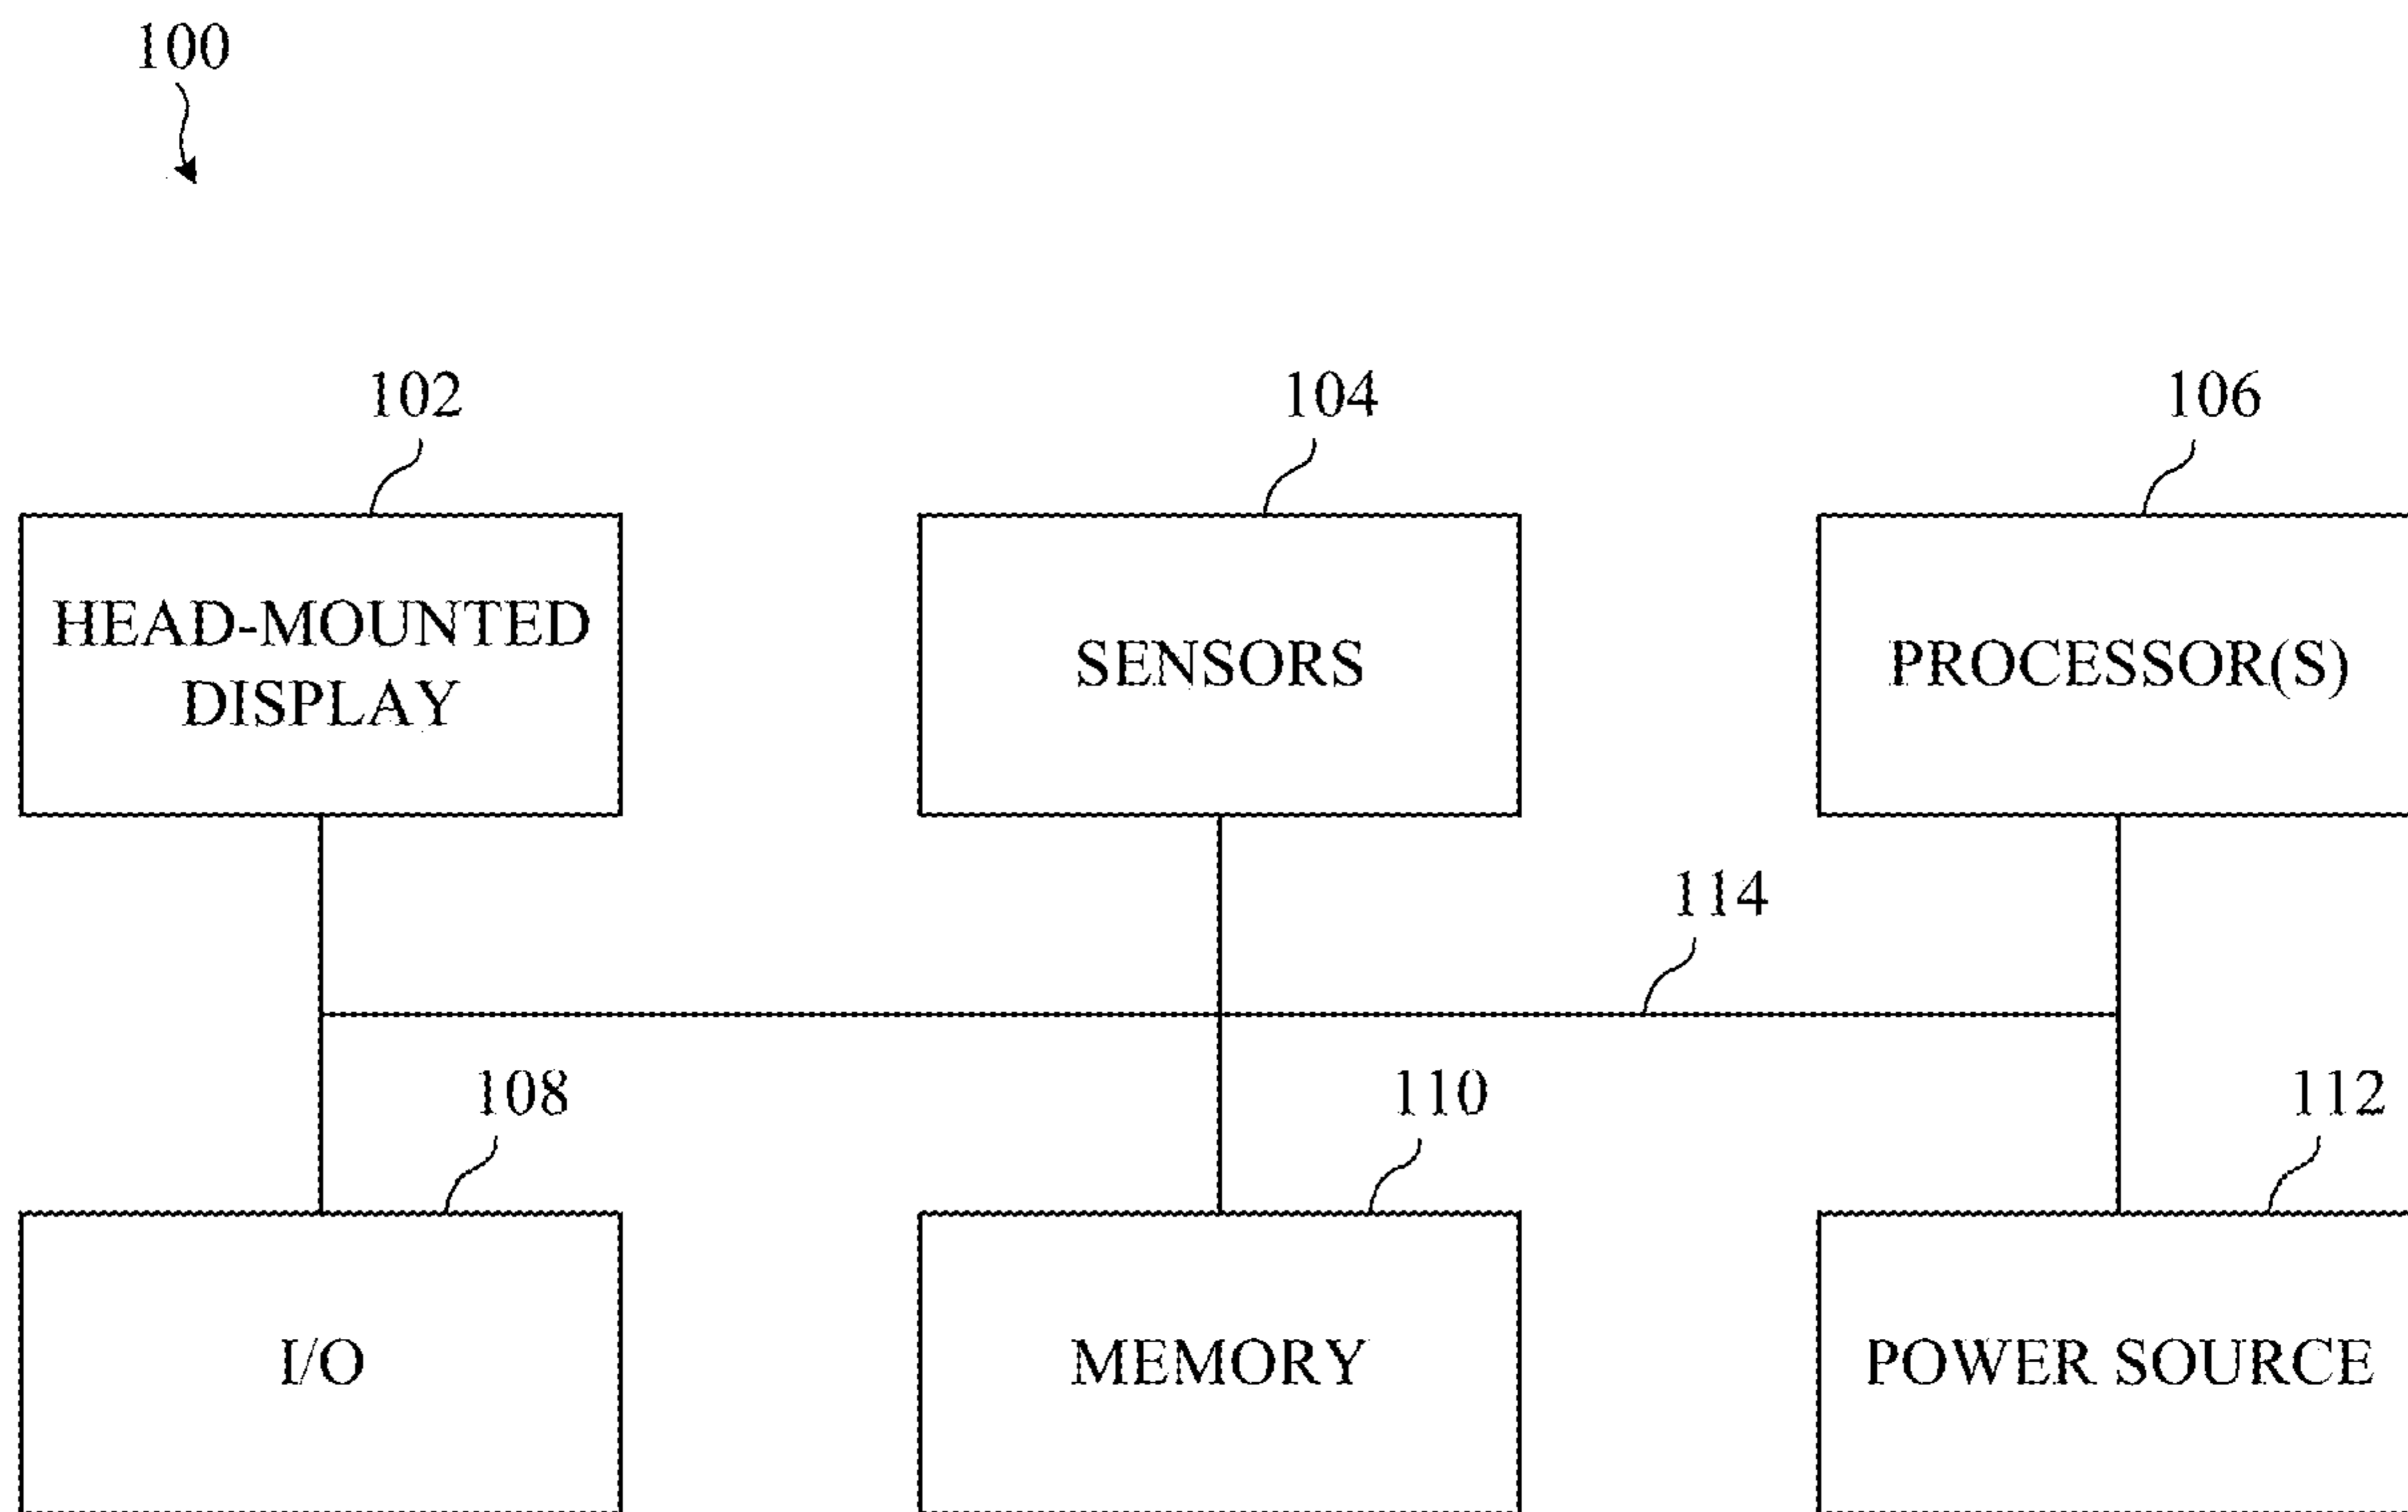 100
102
104
106
HEAD-MOUNTED
DISPLAY
SENSORS
PROCESSOR(S)
114
108
110
112
I/O
MEMORY
POWER SOURCE